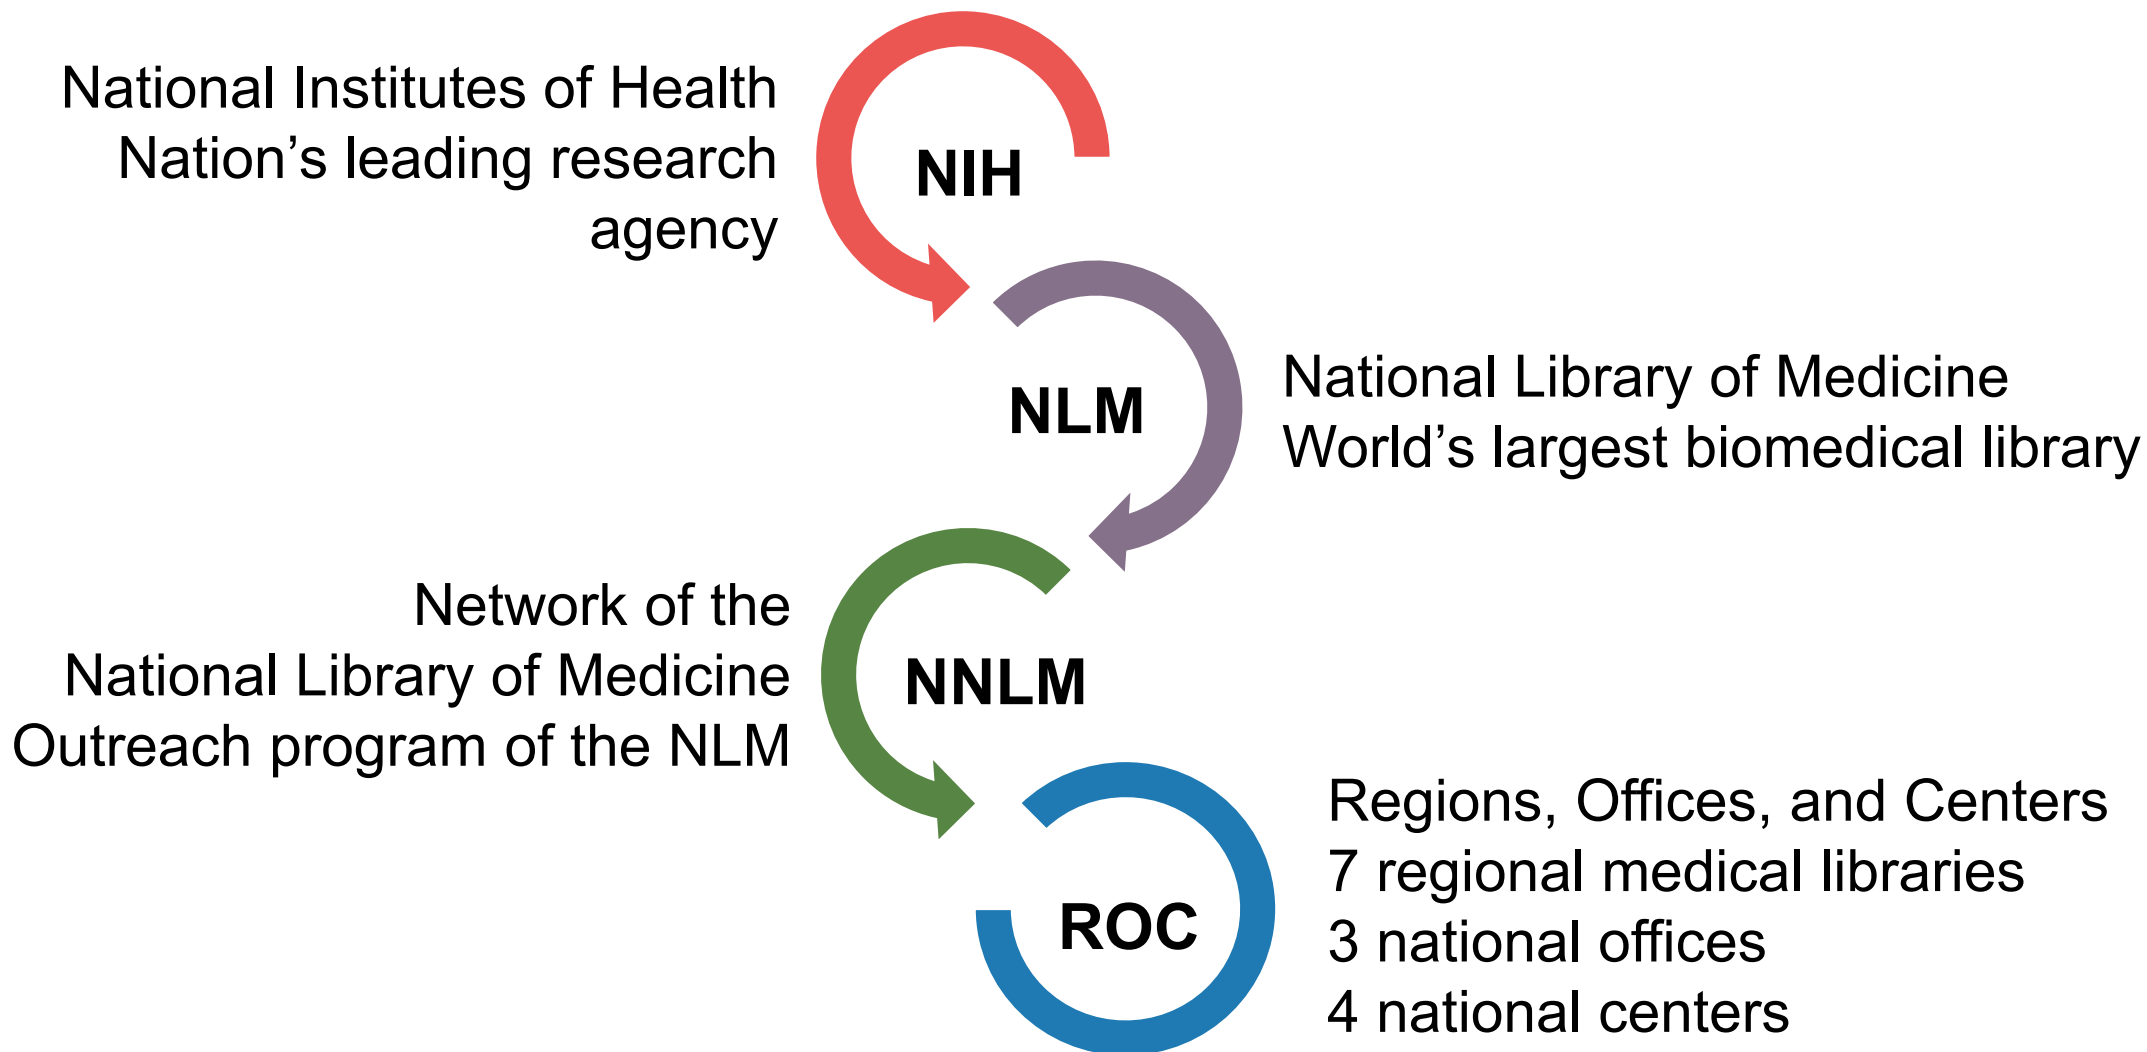 National Institutes of Health
Nation’s leading research
agency
NIH
NLM
National Library of Medicine
World’s largest biomedical library
Network of the
National Library of Medicine
Outreach program of the NLM
NNLM
ROC
Regions, Offices, and Centers
7 regional medical libraries
3 national offices
4 national centers